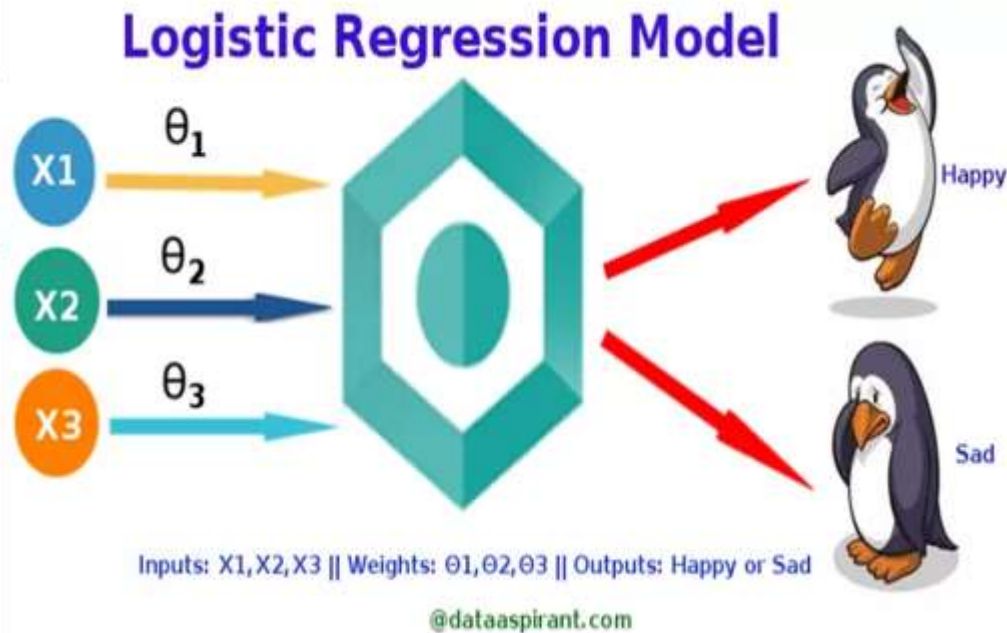 Logistic Regression Model
X1
θ1
X2
θ2
X3
θ3
Happy
Sad
Inputs: X1,X2,X3 || Weights: Θ1,Θ2,Θ3 || Outputs: Happy or Sad
@dataaspirant.com